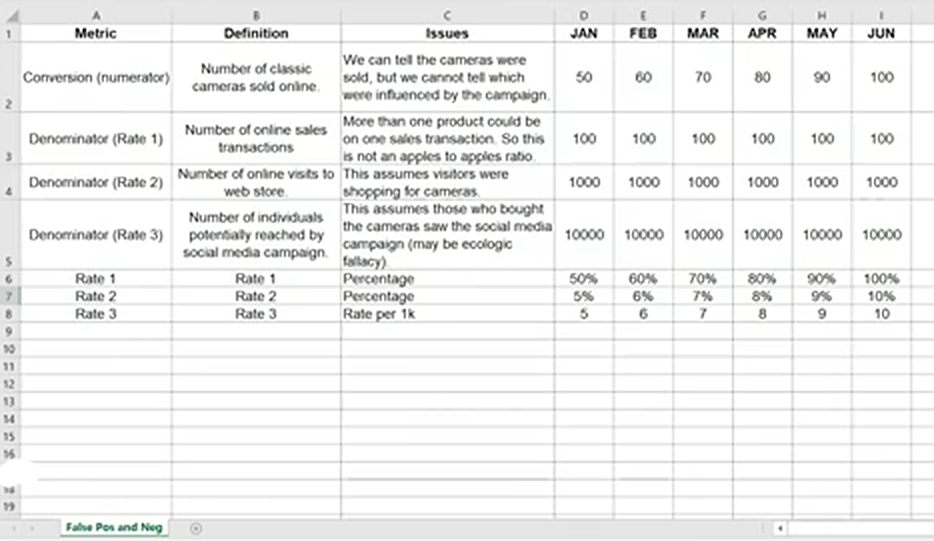 A B C D E F G H I
1 Metric Definition Issues JAN FEB MAR APR MAY JUN
We can tell the cameras were
Conversion (numerator) Number of classic sold, but we cannot tell which 50 60 70 80 90 100
cameras sold online. were influenced by the campaign.
2
More than one product could be
Denominator (Rate 1) Number of online sales on one sales transaction. So this 100 100 100 100 100 100
transactions is not an apples to apples ratio.
3
Denominator (Rate 2) Number of online visits to This assumes visitors were 1000 1000 1000 1000 1000 1000
4 web store. shopping for cameras.
Number of individuals This assumes those who bought
Denominator (Rate 3) potentially reached by the cameras saw the social media 10000 10000 10000 10000 10000 10000
social media campaign. campaign (may be ecologic
5 fallacy).
6 Rate 1 Rate 1 Percentage 50% 60% 70% 80% 90% 100%
7 Rate 2 Rate 2 Percentage 5% 6% 7% 8% 9% 10%
8 Rate 3 Rate 3 Rate per 1k 5 6 7 8 9 10
9
10
11
12
13
14
15
16
18
19
False Pos and Neg